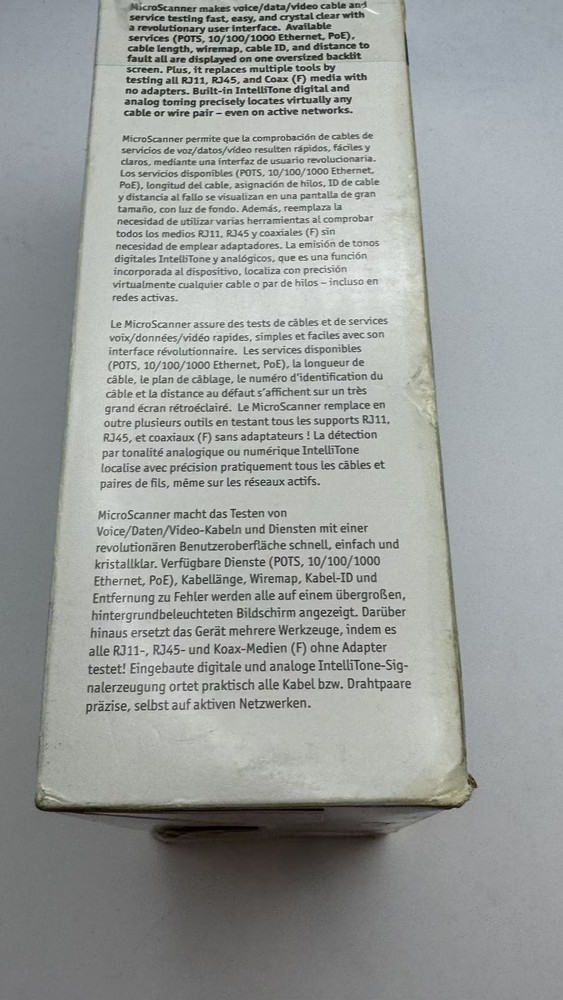 MicroScanner makes voice/data/video cable and
service testing fast, easy, and crystal clear with
a revolutionary user interface. Available
services (POTS, 10/100/1000 Ethernet, PoE),
cable length, wiremap, cable ID, and distance to
fault all are displayed on one oversized backlit
screen. Plus, it replaces multiple tools by
testing all RJ11, RJ45, and Coax (F) media with
no adapters. Built-in IntelliTone digital and
analog toning precisely locates virtually any
cable or wire pair – even on active networks.
MicroScanner permite que la comprobación de cables de
servicios de voz/datos/vídeo resulten rápidos, fáciles y
claros, mediante una interfaz de usuario revolucionaria.
Los servicios disponibles (POTS, 10/100/1000 Ethernet,
PoE), longitud del cable, asignación de hilos, ID de cable
y distancia al fallo se visualizan en una pantalla de gran
tamaño, con luz de fondo. Además, reemplaza la
necesidad de utilizar varias herramientas al comprobar
todos los medios RJ11, RJ45 y coaxiales (F) sin
necesidad de emplear adaptadores. La emisión de tonos
digitales IntelliTone y analógicos, que es una función
incorporada al dispositivo, localiza con precisión
virtualmente cualquier cable o par de hilos – incluso en
redes activas.
Le MicroScanner assure des tests de câbles et de services
voix/données/vidéo rapides, simples et faciles avec son
interface révolutionnaire. Les services disponibles
(POTS, 10/100/1000 Ethernet, PoE), la longueur de
câble, le plan de câblage, le numéro d'identification du
câble et la distance au défaut s'affichent sur un très
grand écran rétroéclairé. Le MicroScanner remplace en
outre plusieurs outils en testant tous les supports RJ11,
RJ45, et coaxiaux (F) sans adaptateurs ! La détection
par tonalité analogique ou numérique IntelliTone
localise avec précision pratiquement tous les câbles et
paires de fils, même sur les réseaux actifs.
MicroScanner macht das Testen von
Voice/Daten/Video-Kabeln und Diensten mit einer
revolutionären Benutzeroberfläche schnell, einfach und
kristallklar. Verfügbare Dienste (POTS, 10/100/1000
Ethernet, PoE), Kabellänge, Wiremap, Kabel-ID und
Entfernung zu Fehler werden alle auf einem übergroßen,
hintergrundbeleuchteten Bildschirm angezeigt. Darüber
hinaus ersetzt das Gerät mehrere Werkzeuge, indem es
alle RJ11-, RJ45- und Koax-Medien (F) ohne Adapter
testet! Eingebaute digitale und analoge IntelliTone-Sig-
nalerzeugung ortet praktisch alle Kabel bzw. Drahtpaare
präzise, selbst auf aktiven Netzwerken.